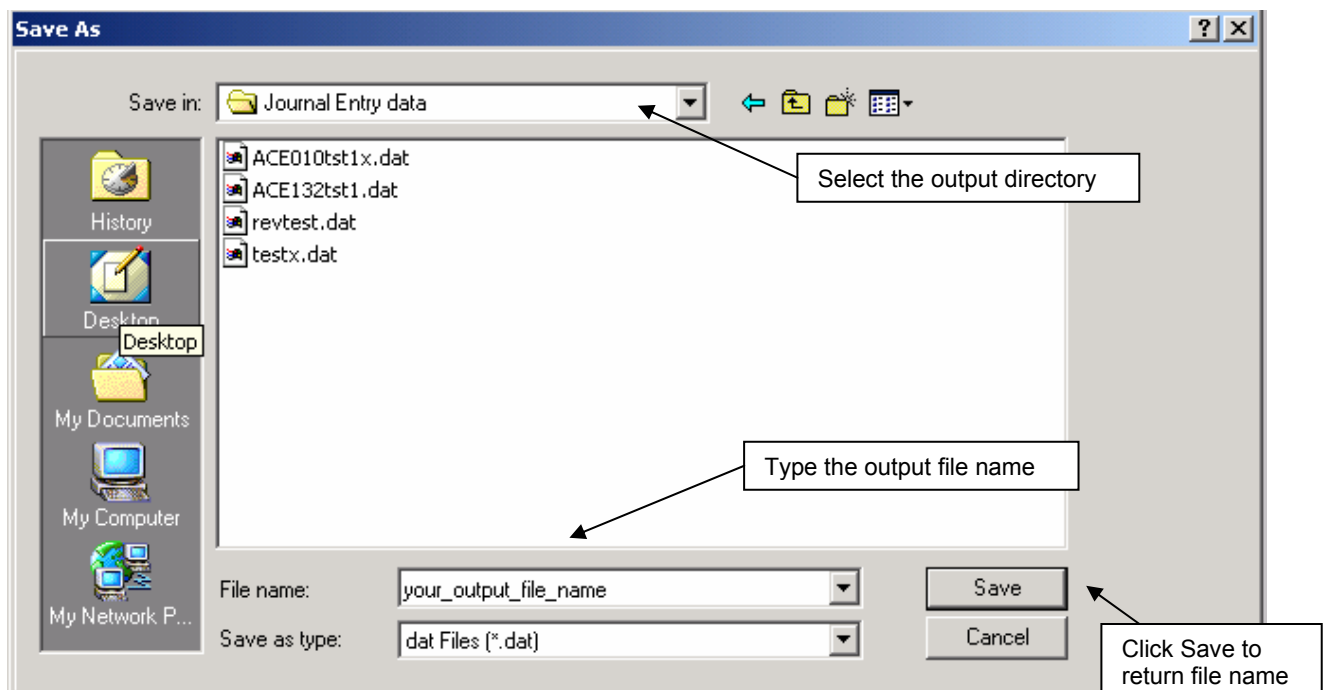 Save As
Save in:
Journal Entry data
ACE010tst1x.dat
ACE132tst1.dat
revtest.dat
testx.dat
Select the output directory
History
Desktop
Desktop
My Documents
My Computer
My Network P...
Type the output file name
File name:
your_output_file_name
Save
Save as type:
dat Files (*.dat)
Cancel
Click Save to
return file name